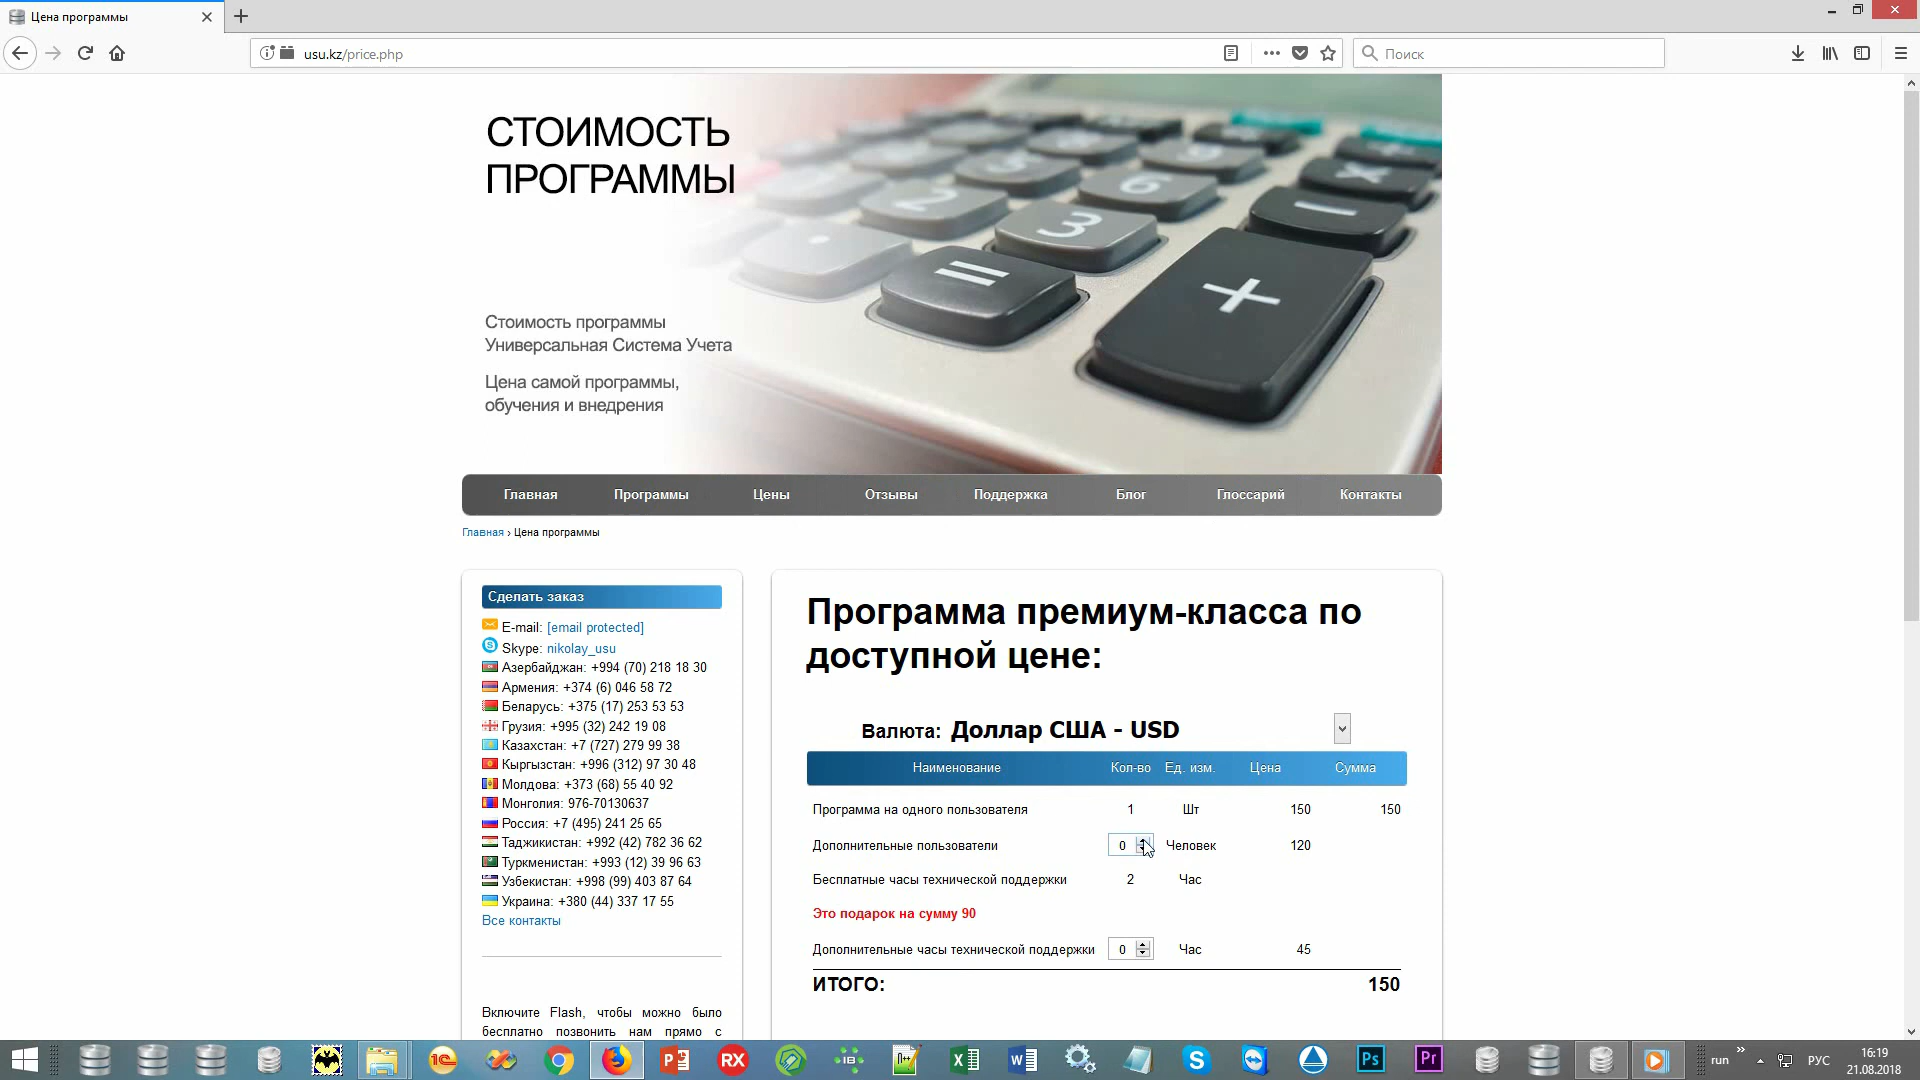 Цена программы
usu.kz/price.php
Поиск
СТОИМОСТЬ
ПРОГРАММЫ
Стоимость программы
Универсальная Система Учета
Цена самой программы,
обучения и внедрения
2
3
6
=
+
Главная Программы Цены Отзывы Поддержка Блог Глоссарий Контакты
Главная › Цена программы
Сделать заказ
E-mail: [email protected]
Skype: nikolay_usu
Азербайджан: +994 (70) 218 18 30
Армения: +374 (6) 046 58 72
Беларусь: +375 (17) 253 53 53
Грузия: +995 (32) 242 19 08
Казахстан: +7 (727) 279 99 38
Кыргызстан: +996 (312) 97 30 48
Молдова: +373 (68) 55 40 92
Монголия: 976-70130637
Россия: +7 (495) 241 25 65
Таджикистан: +992 (42) 782 36 62
Туркменистан: +993 (12) 39 96 63
Узбекистан: +998 (99) 403 87 64
Украина: +380 (44) 337 17 55
Все контакты
Включите Flash, чтобы можно было
бесплатно позвонить нам прямо с
Программа премиум-класса по
доступной цене:
Валюта: Доллар США - USD
Наименование Кол-во Ед. изм. Цена Сумма
Программа на одного пользователя 1 Шт 150 150
Дополнительные пользователи 0 Человек 120
Бесплатные часы технической поддержки 2 Час
Это подарок на сумму 90
Дополнительные часы технической поддержки 0 Час 45
ИТОГО: 150
run
РУС
16:19
21.08.2018